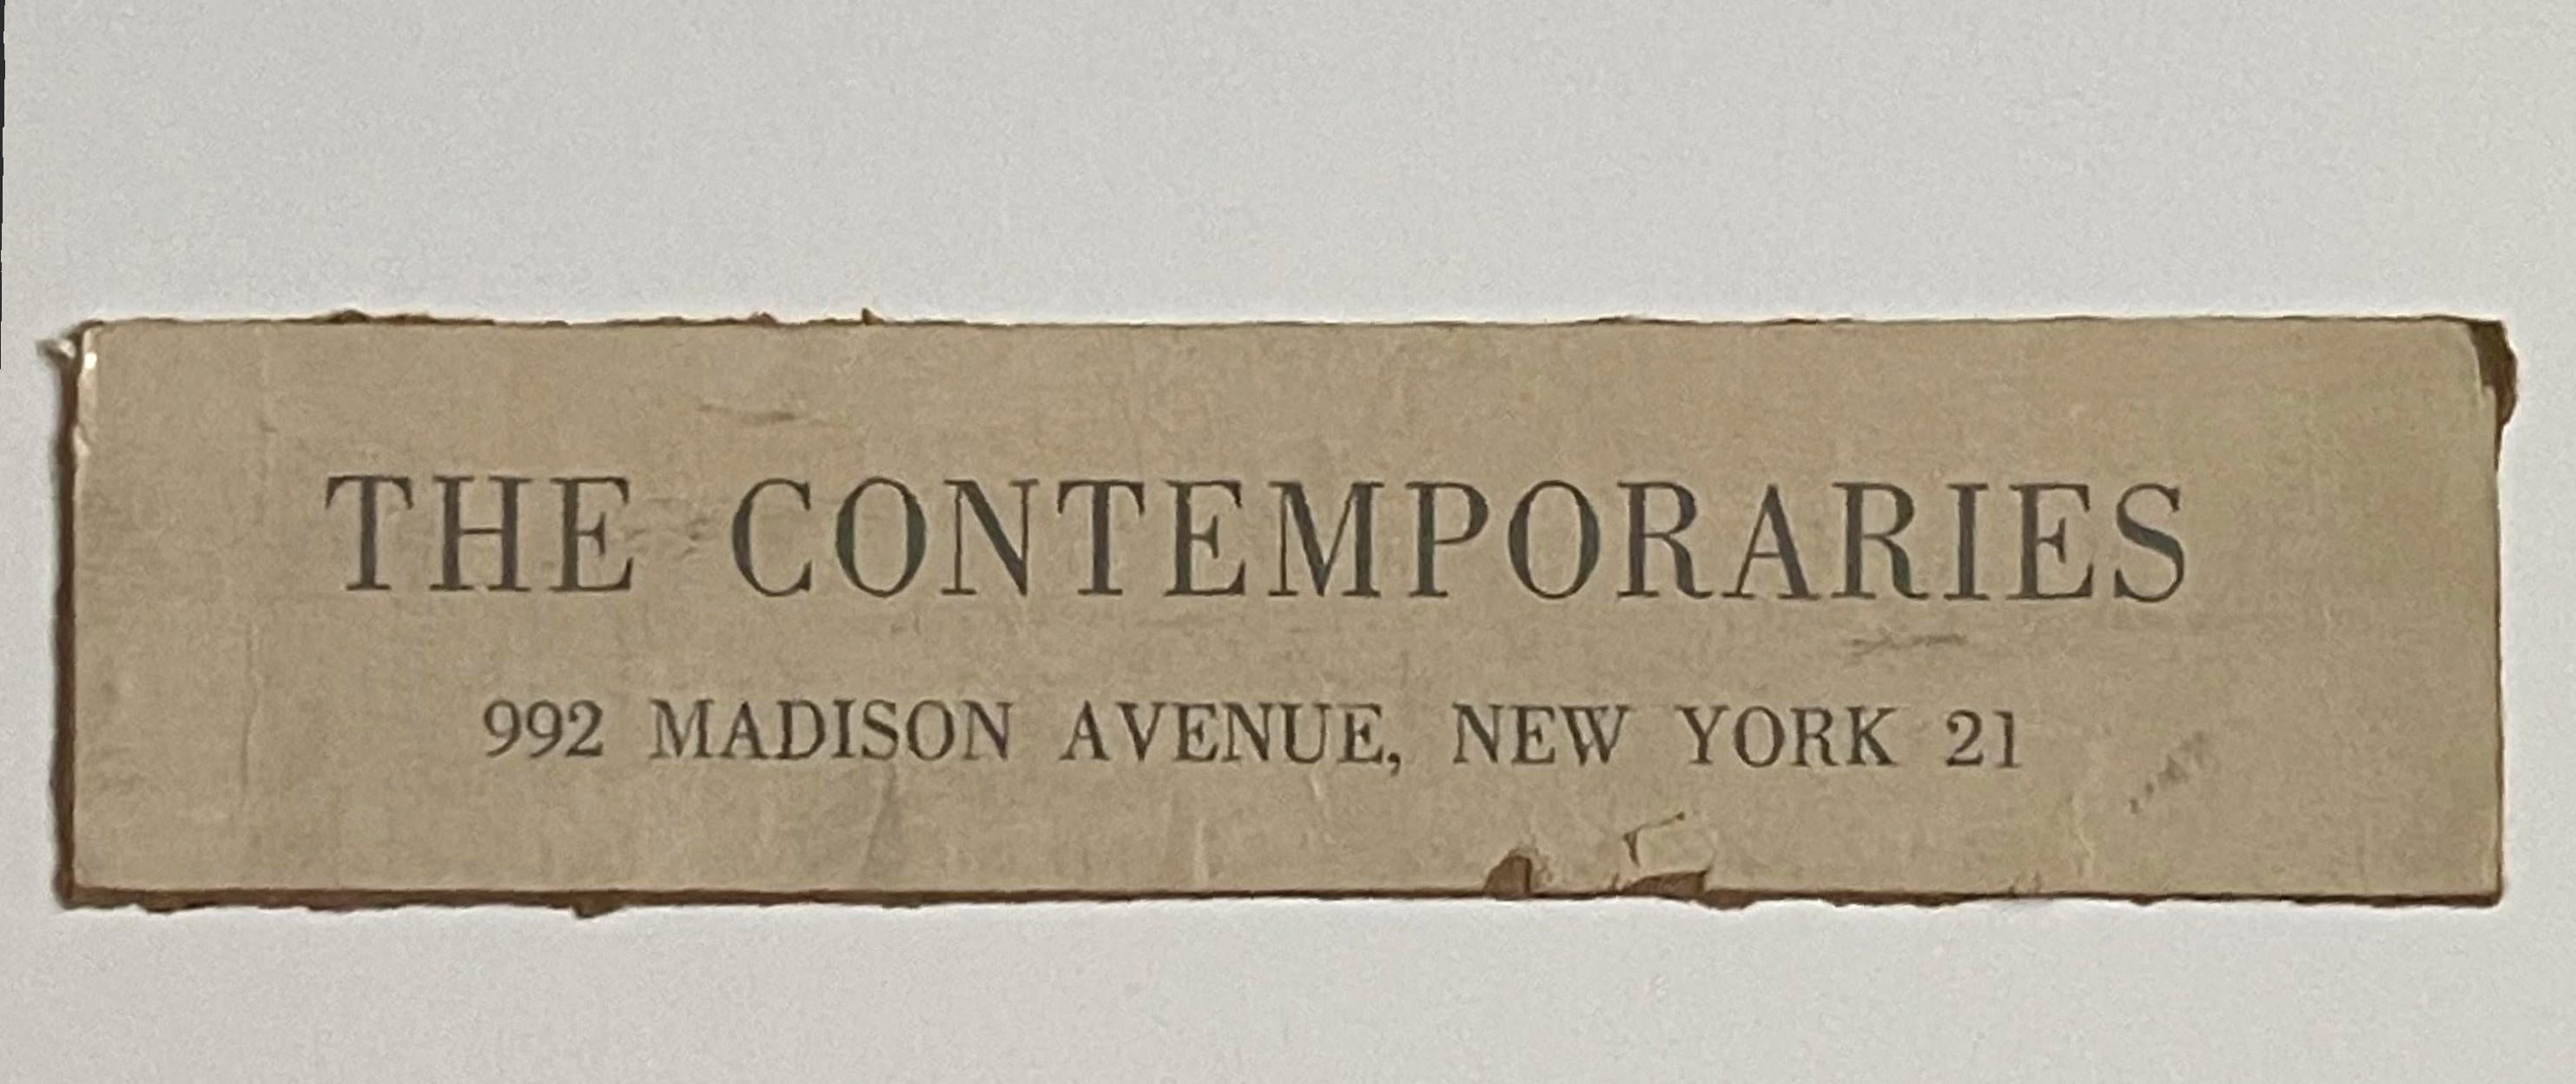 THE CONTEMPORARIES
992 MADISON AVENUE, NEW YORK 21